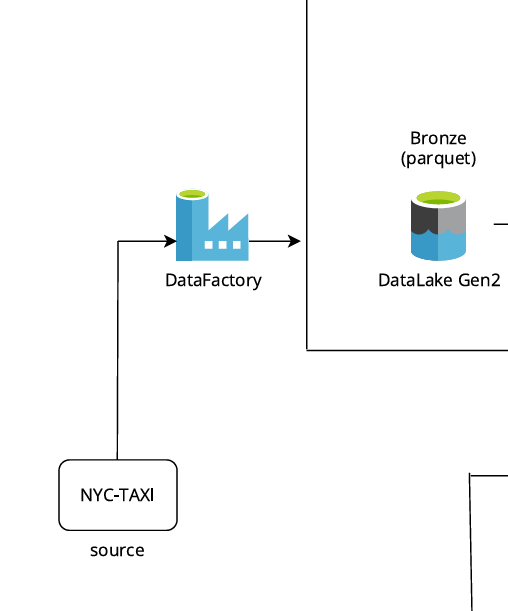 Bronze
(parquet)
DataFactory
DataLake Gen2
NYC-TAXI
source